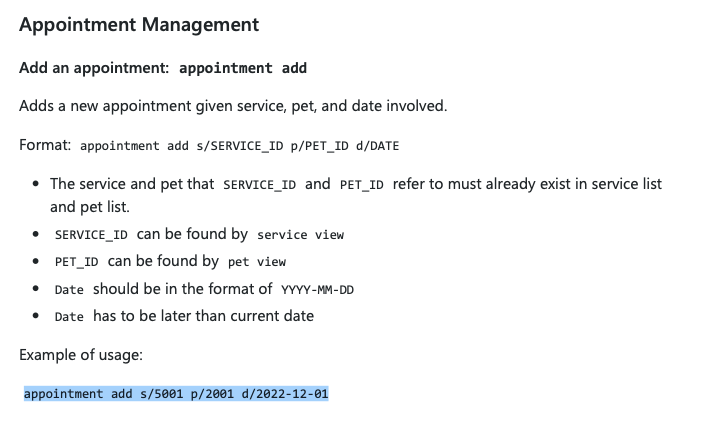 Appointment Management
Add an appointment: appointment add
Adds a new appointment given service, pet, and date involved.
Format: appointment add s/SERVICE_ID p/PET_ID d/DATE
• The service and pet that SERVICE_ID and PET_ID refer to must already exist in service list
and pet list.
• SERVICE_ID can be found by service view
• PET_ID can be found by pet view
• Date should be in the format of YYYY-MM-DD
• Date has to be later than current date
Example of usage:
appointment add s/5001 p/2001 d/2022-12-01